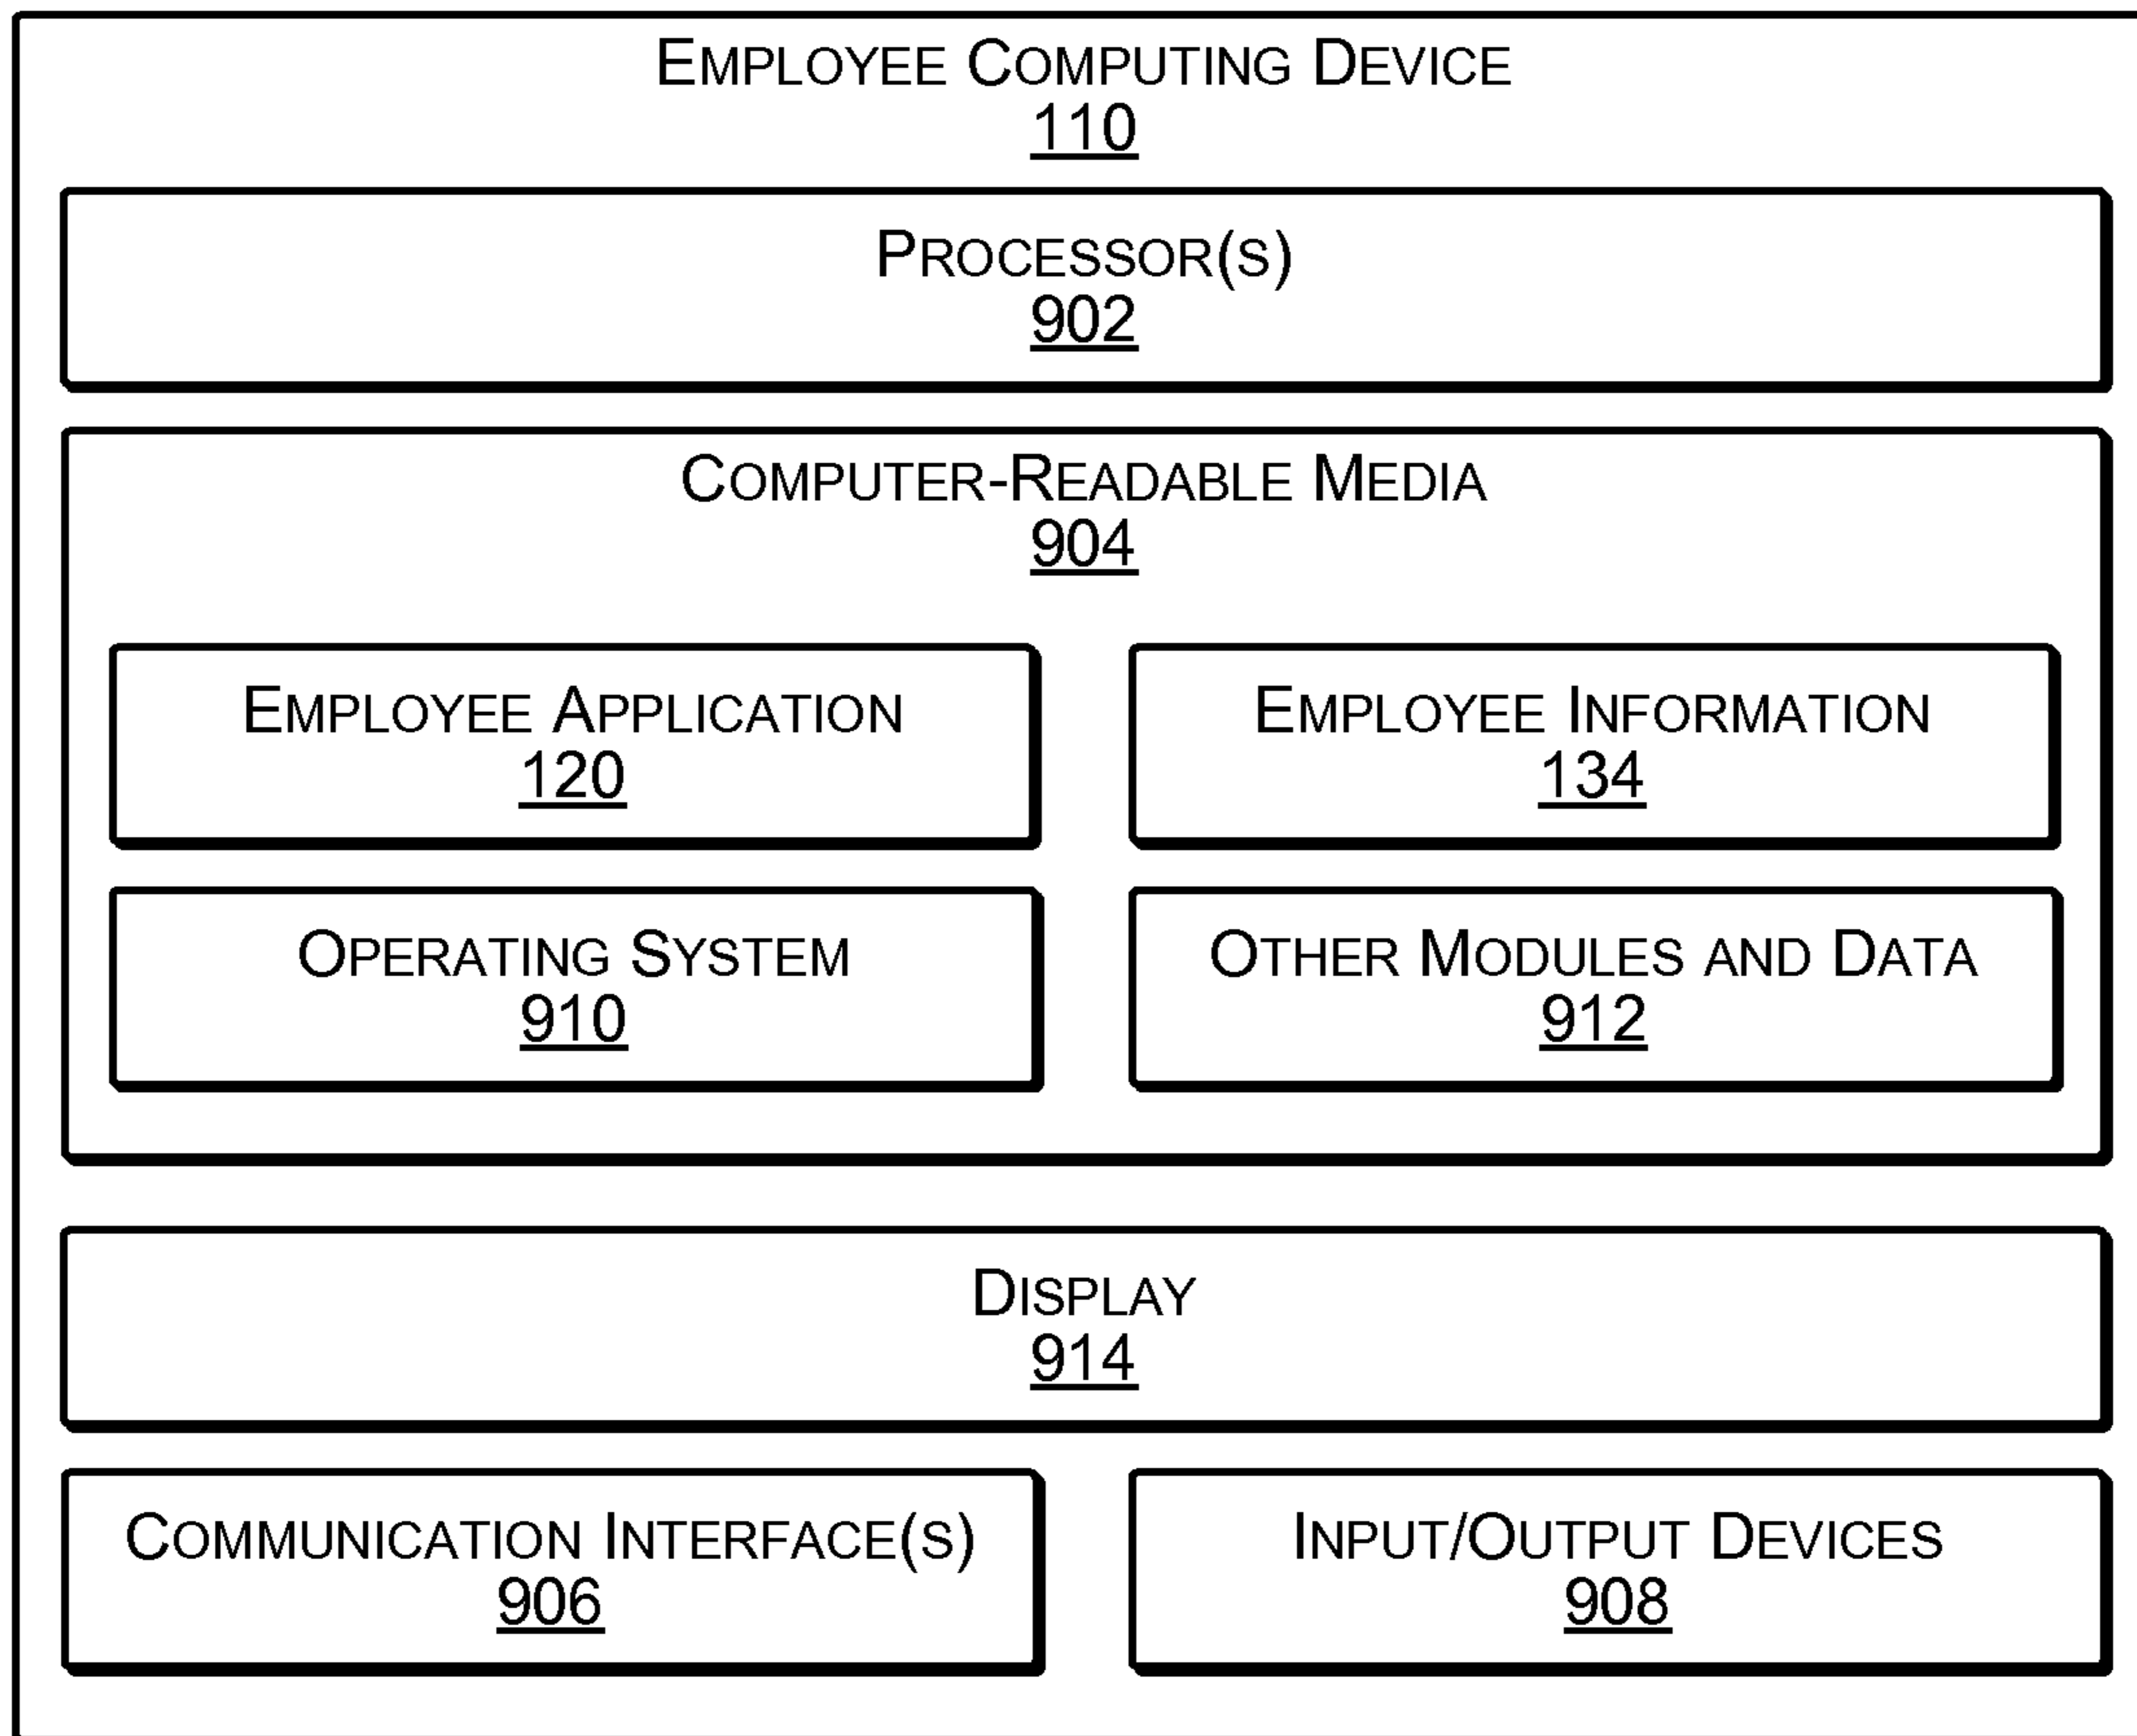 EMPLOYEE COMPUTING DEVICE
110
PROCESSOR(S)
902
COMPUTER-READABLE MEDIA
904
EMPLOYEE APPLICATION
120
EMPLOYEE INFORMATION
134
OPERATING SYSTEM
910
OTHER MODULES AND DATA
912
DISPLAY
914
COMMUNICATION INTERFACE(S)
906
INPUT/OUTPUT DEVICES
908